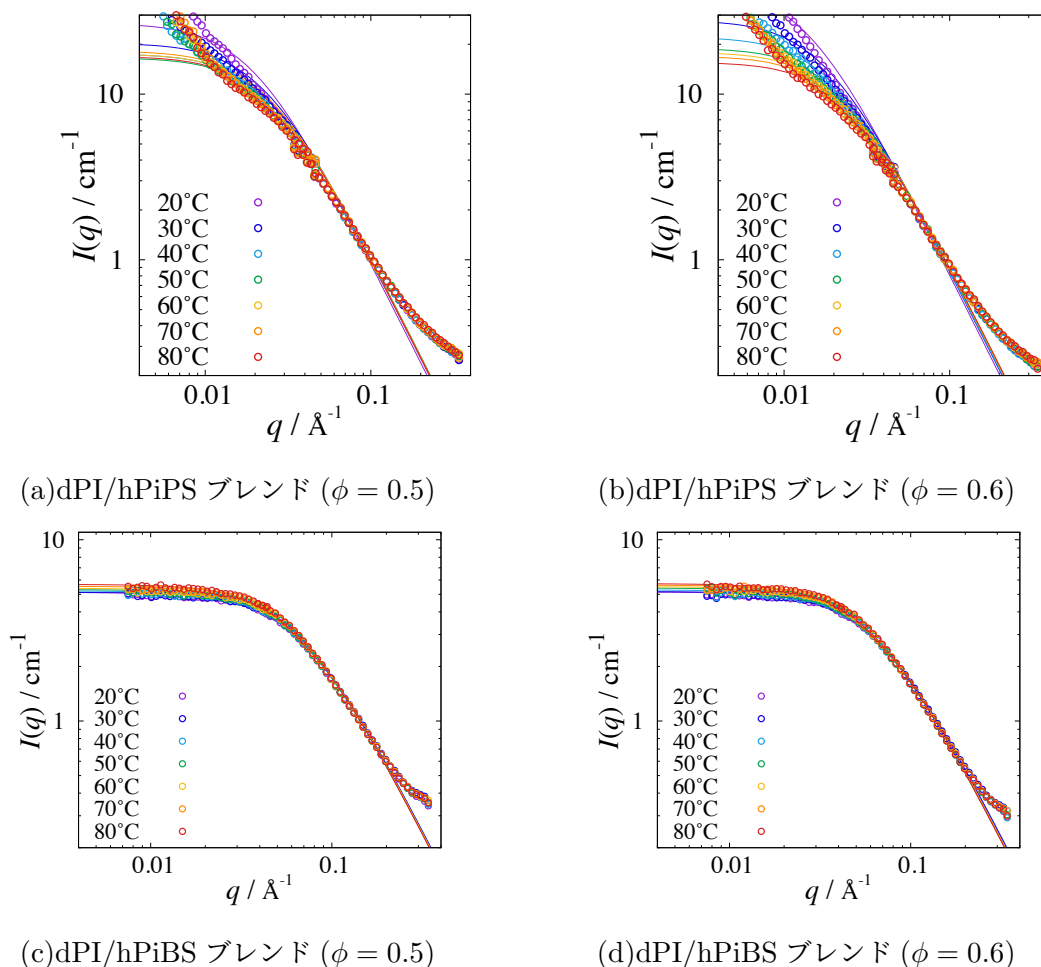 10
1
I(q) / cm⁻¹
20°C
30°C
40°C
50°C
60°C
70°C
80°C
0.01 0.1
q / Å⁻¹
(a)dPI/hPiPS ブレンド (ϕ = 0.5)
10
1
I(q) / cm⁻¹
20°C
30°C
40°C
50°C
60°C
70°C
80°C
0.01 0.1
q / Å⁻¹
(b)dPI/hPiPS ブレンド (ϕ = 0.6)
10
1
I(q) / cm⁻¹
20°C
30°C
40°C
50°C
60°C
70°C
80°C
0.01 0.1
q / Å⁻¹
(c)dPI/hPiBS ブレンド (ϕ = 0.5)
10
1
I(q) / cm⁻¹
20°C
30°C
40°C
50°C
60°C
70°C
80°C
0.01 0.1
q / Å⁻¹
(d)dPI/hPiBS ブレンド (ϕ = 0.6)